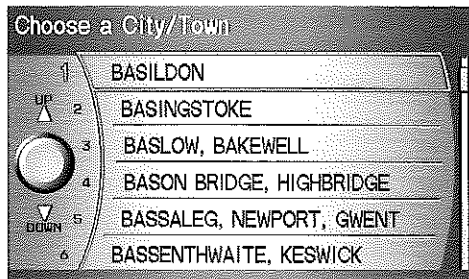 Choose a City/Town
1 BASILDON
UP
2 BASINGSTOKE
3 BASLOW, BAKEWELL
4 BASON BRIDGE, HIGHBRIDGE
DOWN
5 BASSALEG, NEWPORT, GWENT
6 BASSENTHWAITE, KESWICK